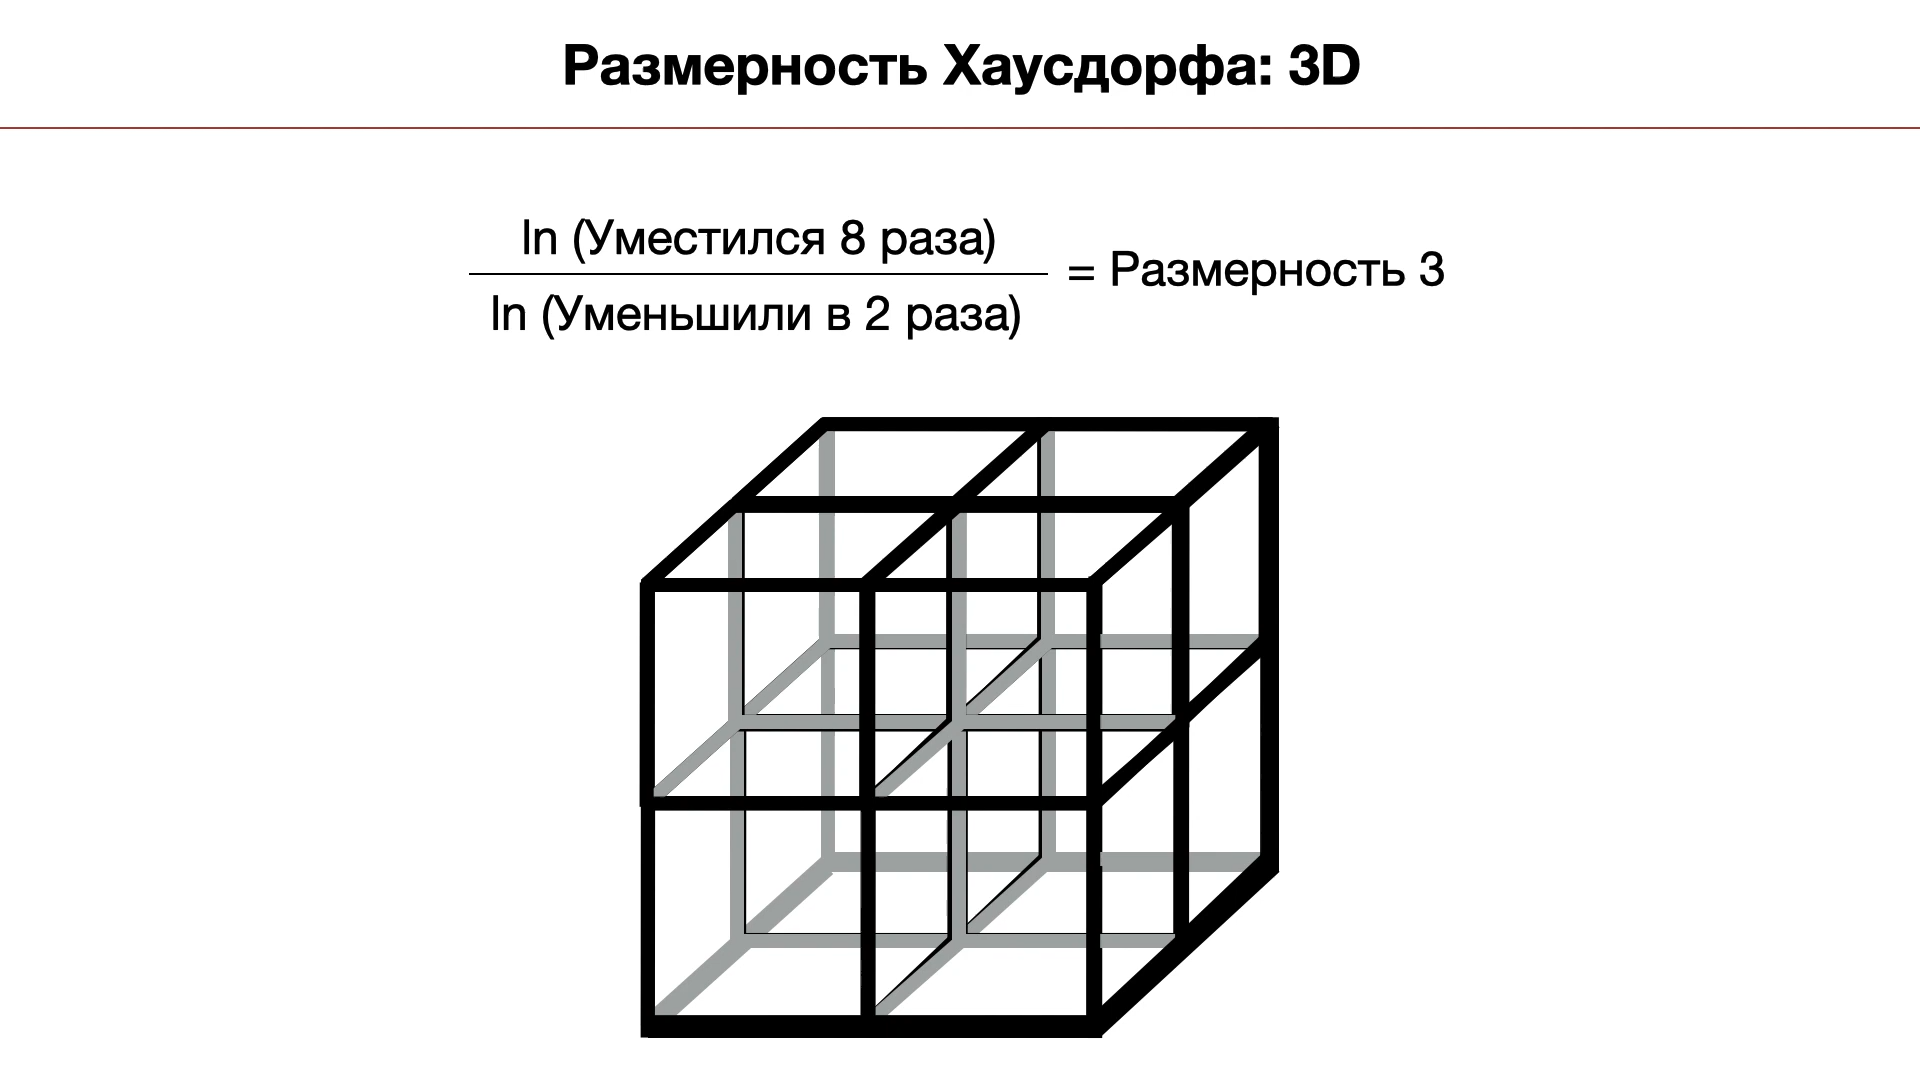 Размерность Хаусдорфа: 3D
ln (Уместился 8 раза)
ln (Уменьшили в 2 раза)
= Размерность 3